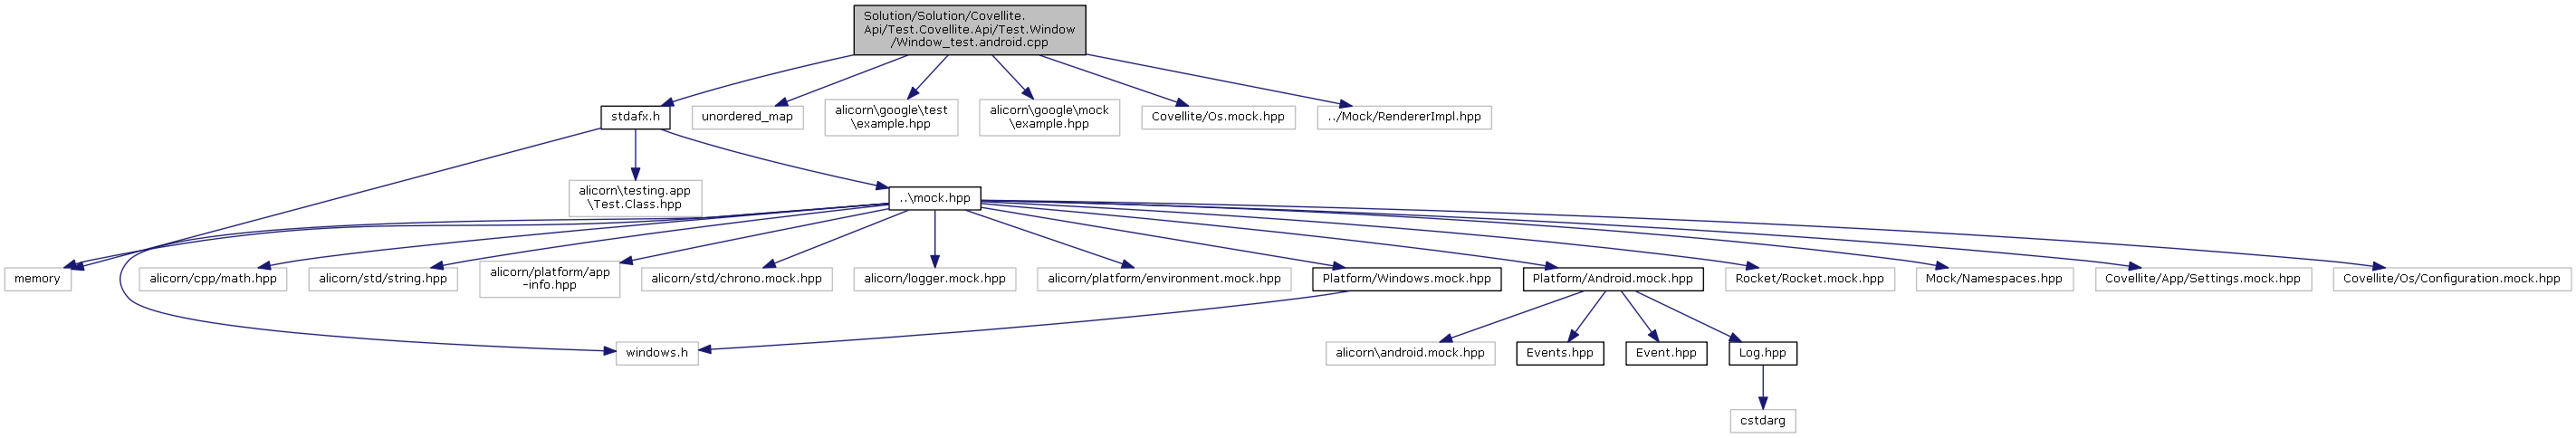 Solution/Solution/Covellite.
Api/Test.Covellite.Api/Test.Window
/Window_test.android.cpp
stdafx.h
unordered_map
alicorn\google\test
\example.hpp
alicorn\google\mock
\example.hpp
Covellite/Os.mock.hpp
../Mock/RendererImpl.hpp
alicorn\testing.app
\Test.Class.hpp
..\mock.hpp
memory
alicorn/cpp/math.hpp
alicorn/std/string.hpp
alicorn/platform/app
-info.hpp
alicorn/std/chrono.mock.hpp
alicorn/logger.mock.hpp
alicorn/platform/environment.mock.hpp
Platform/Windows.mock.hpp
Platform/Android.mock.hpp
Rocket/Rocket.mock.hpp
Mock/Namespaces.hpp
Covellite/App/Settings.mock.hpp
Covellite/Os/Configuration.mock.hpp
windows.h
alicorn\android.mock.hpp
Events.hpp
Event.hpp
Log.hpp
cstdarg